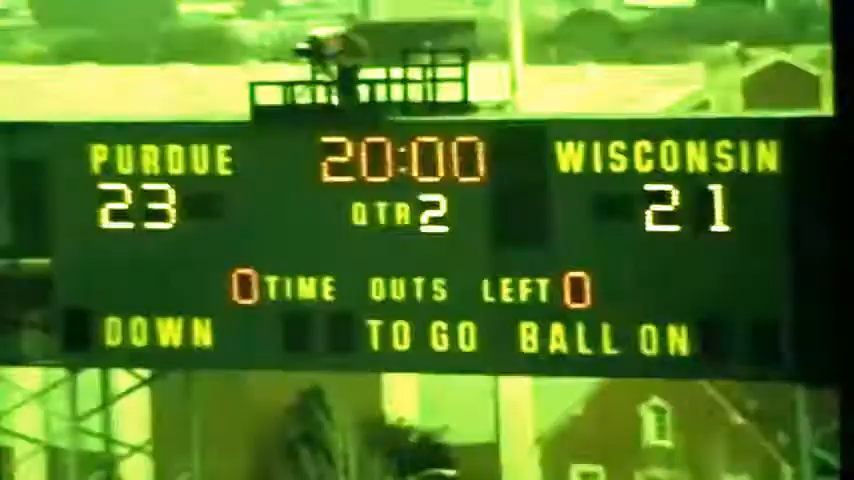 PURDUE 20:00 WISCONSIN
23 QTR 2 21
0 TIME OUTS LEFT 0
DOWN TO GO BALL ON